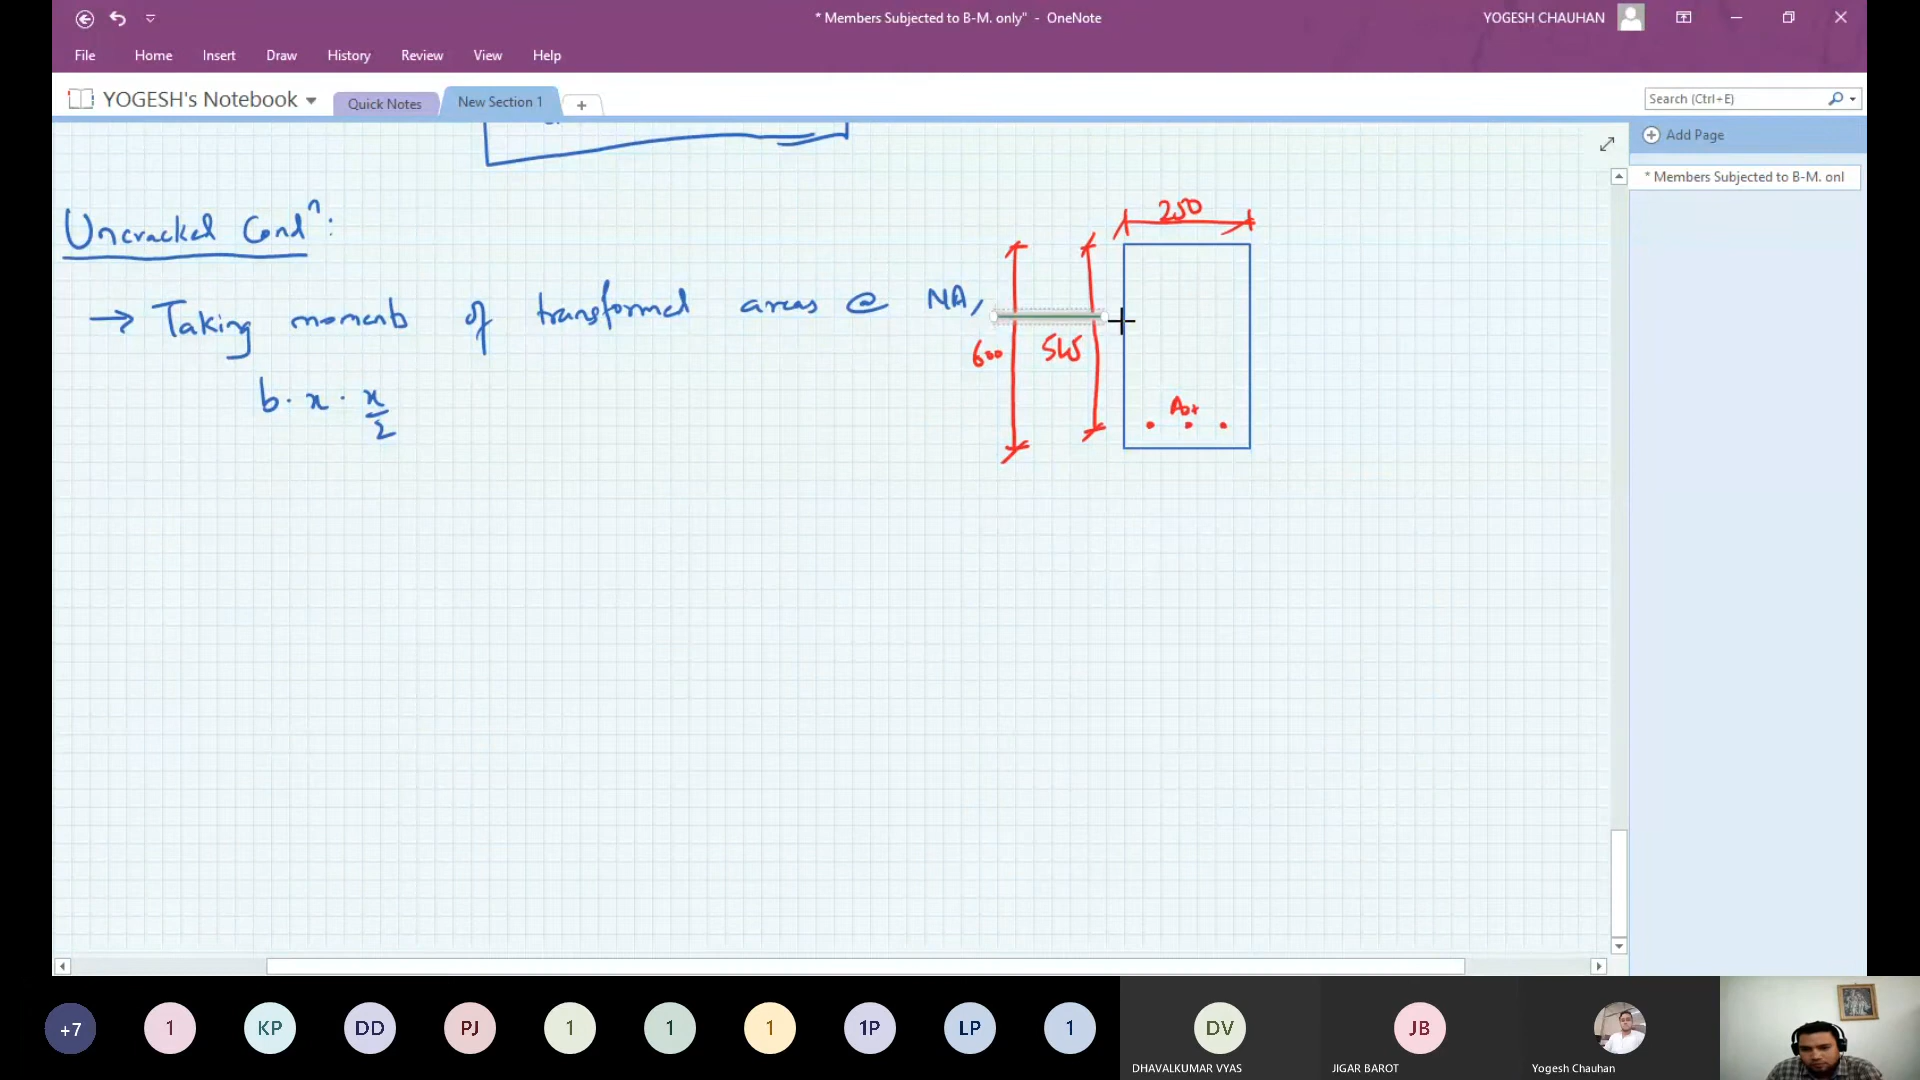 * Members Subjected to B-M. only" - OneNote
YOGESH CHAUHAN
File Home Insert Draw History Review View Help
YOGESH's Notebook
Quick Notes
New Section 1
Search (Ctrl+E)
Add Page
* Members Subjected to B-M. onl
Uncracked Condⁿ:
→ Taking moments of transformed areas @ NA,
b · x · x/2
250
600
545
Ast
+7
1
KP
DD
PJ
1
1
1
1P
LP
1
DV
DHAVALKUMAR VYAS
JB
JIGAR BAROT
Yogesh Chauhan